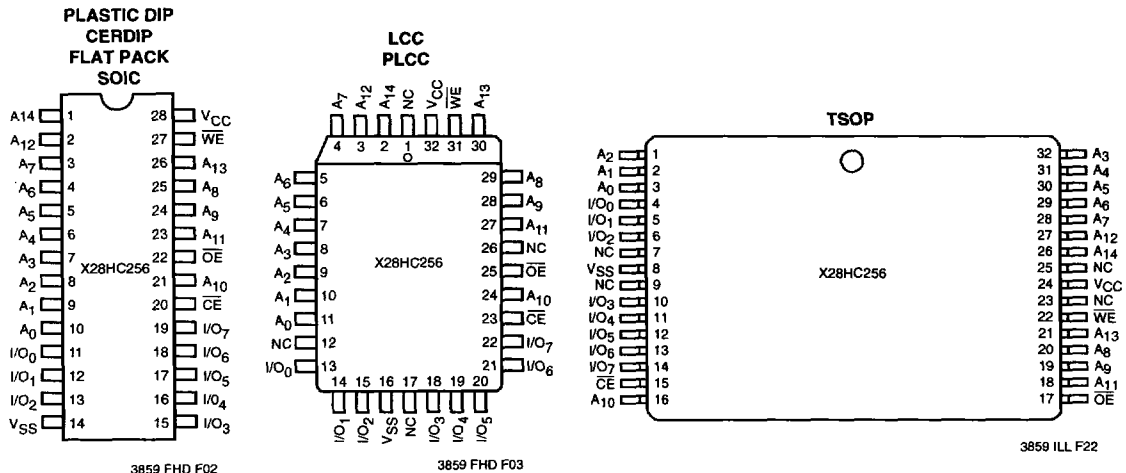 PLASTIC DIP
CERDIP
FLAT PACK
SOIC
A14 1 28 VCC
A12 2 27 WE
A7 3 26 A13
A6 4 25 A8
A5 5 24 A9
A4 6 23 A11
A3 7 22 OE
X28HC256
A2 8 21 A10
A1 9 20 CE
A0 10 19 I/O7
I/O0 11 18 I/O6
I/O1 12 17 I/O5
I/O2 13 16 I/O4
VSS 14 15 I/O3
3859 FHD F02
LCC
PLCC
A7 A12 A14 NC VCC WE A13
4 3 2 1 32 31 30
A6 5 29 A8
A5 6 28 A9
A4 7 27 A11
A3 8 26 NC
X28HC256
A2 9 25 OE
A1 10 24 A10
A0 11 23 CE
NC 12 22 I/O7
I/O0 13 21 I/O6
14 15 16 17 18 19 20
I/O1 I/O2 VSS NC I/O3 I/O4 I/O5
3859 FHD F03
TSOP
A2 1 32 A3
A1 2 31 A4
A0 3 30 A5
I/O0 4 29 A6
I/O1 5 28 A7
I/O2 6 27 A12
NC 7 26 A14
VSS 8 X28HC256 25 NC
NC 9 24 VCC
I/O3 10 23 NC
I/O4 11 22 WE
I/O5 12 21 A13
I/O6 13 20 A8
I/O7 14 19 A9
CE 15 18 A11
A10 16 17 OE
3859 ILL F22